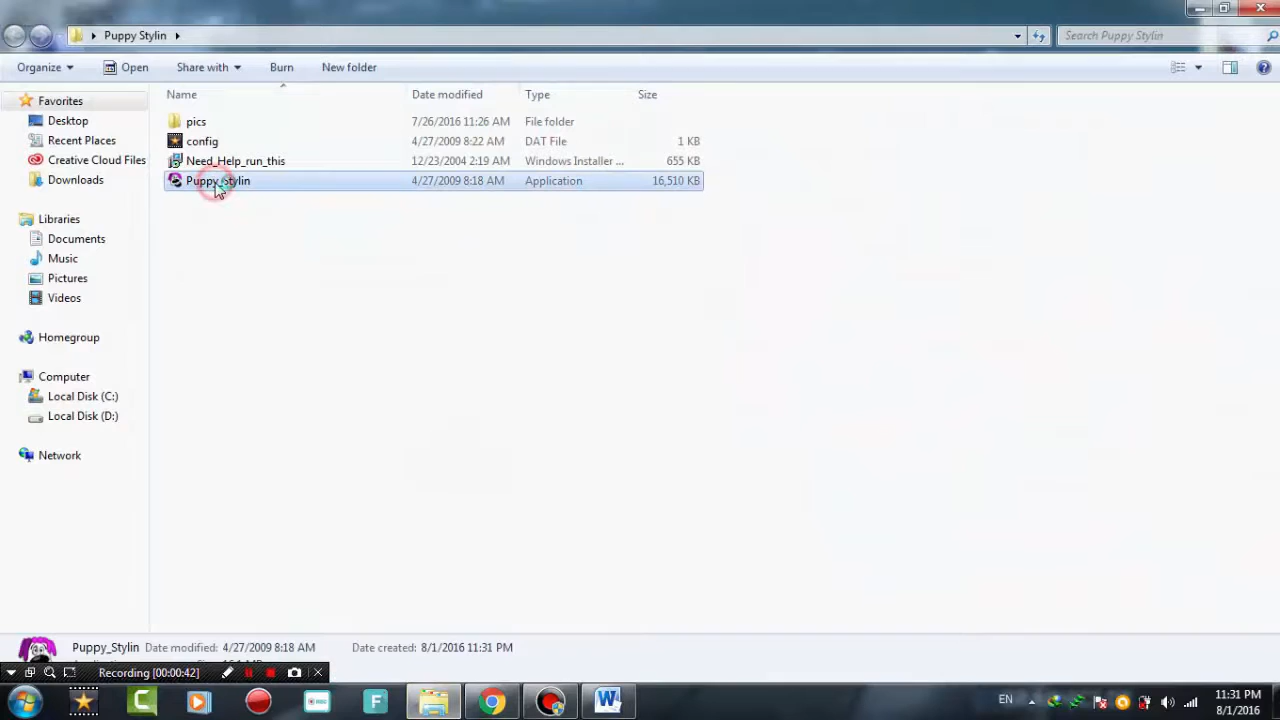 Puppy Stylin
Search Puppy Stylin
Organize Open Share with Burn New folder
Name Date modified Type Size
pics 7/26/2016 11:26 AM File folder
config 4/27/2009 8:22 AM DAT File 1 KB
Need_Help_run_this 12/23/2004 2:19 AM Windows Installer ... 655 KB
Puppy_Stylin 4/27/2009 8:18 AM Application 16,510 KB
Favorites
Desktop
Recent Places
Creative Cloud Files
Downloads
Libraries
Documents
Music
Pictures
Videos
Homegroup
Computer
Local Disk (C:)
Local Disk (D:)
Network
Puppy_Stylin Date modified: 4/27/2009 8:18 AM Date created: 8/1/2016 11:31 PM
Recording [00:00:42]
EN
11:31 PM
8/1/2016